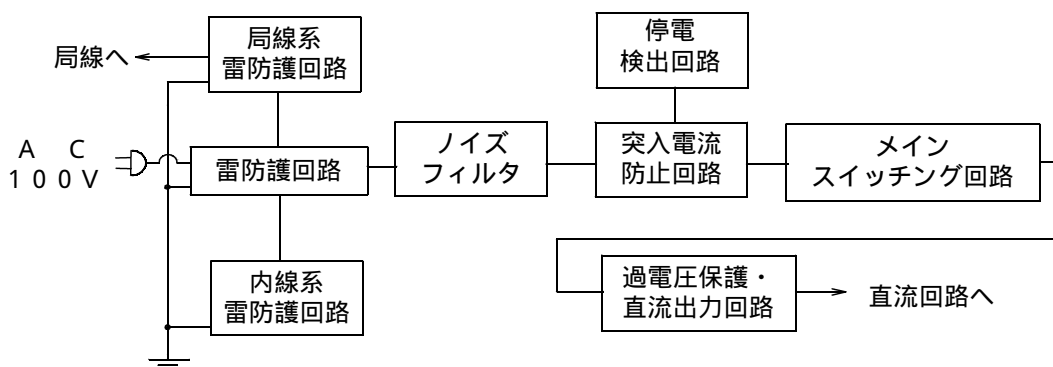 局線系
雷防護回路
局線へ
停電
検出回路
A C
100V
雷防護回路
ノイズ
フィルタ
突入電流
防止回路
メイン
スイッチング回路
内線系
雷防護回路
過電圧保護・
直流出力回路
直流回路へ